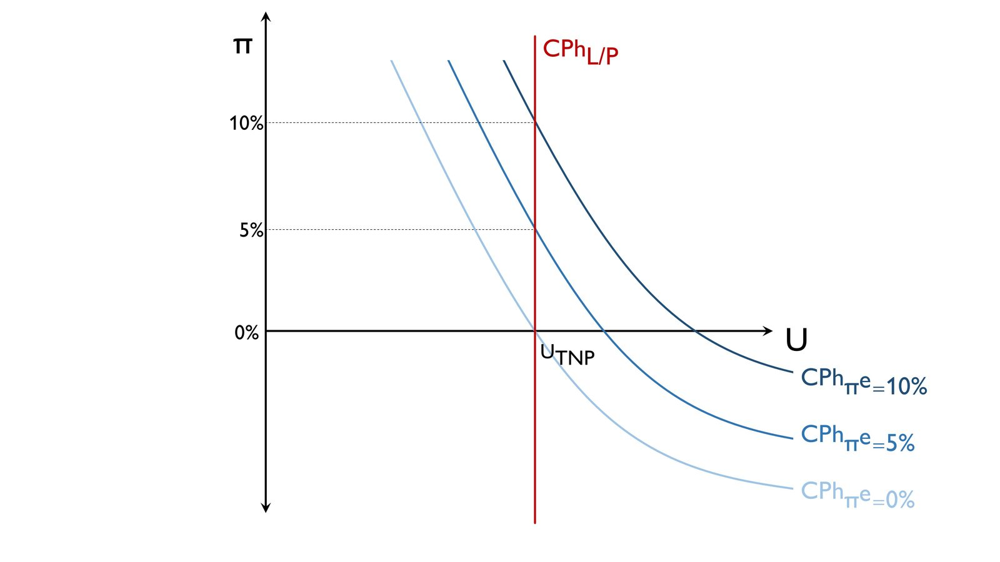 π
CPhL/P
10%
5%
0%
U
UTNP
CPhπe=10%
CPhπe=5%
CPhπe=0%